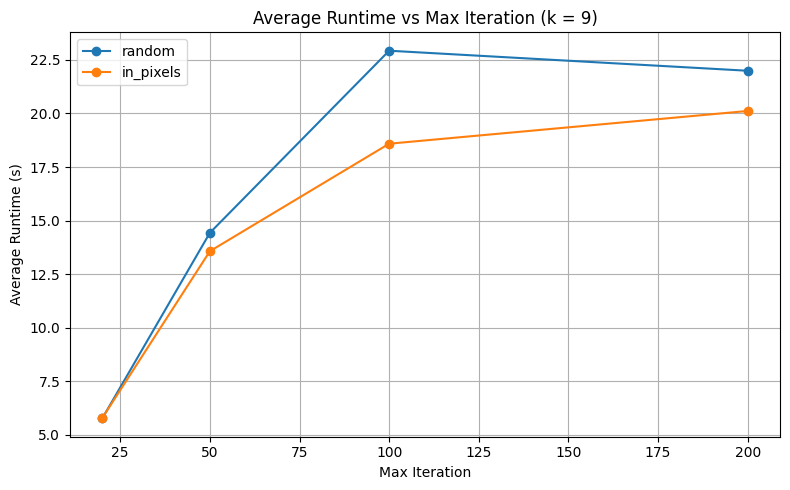 Average Runtime vs Max Iteration (k = 9)
random
in_pixels
22.5
20.0
17.5
15.0
12.5
10.0
7.5
5.0
Average Runtime (s)
25 50 75 100 125 150 175 200
Max Iteration